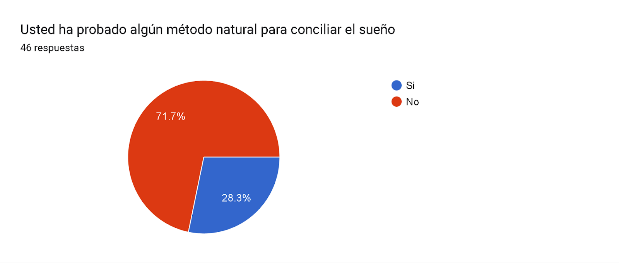 Usted ha probado algún método natural para conciliar el sueño
46 respuestas
Si
No
71.7%
28.3%